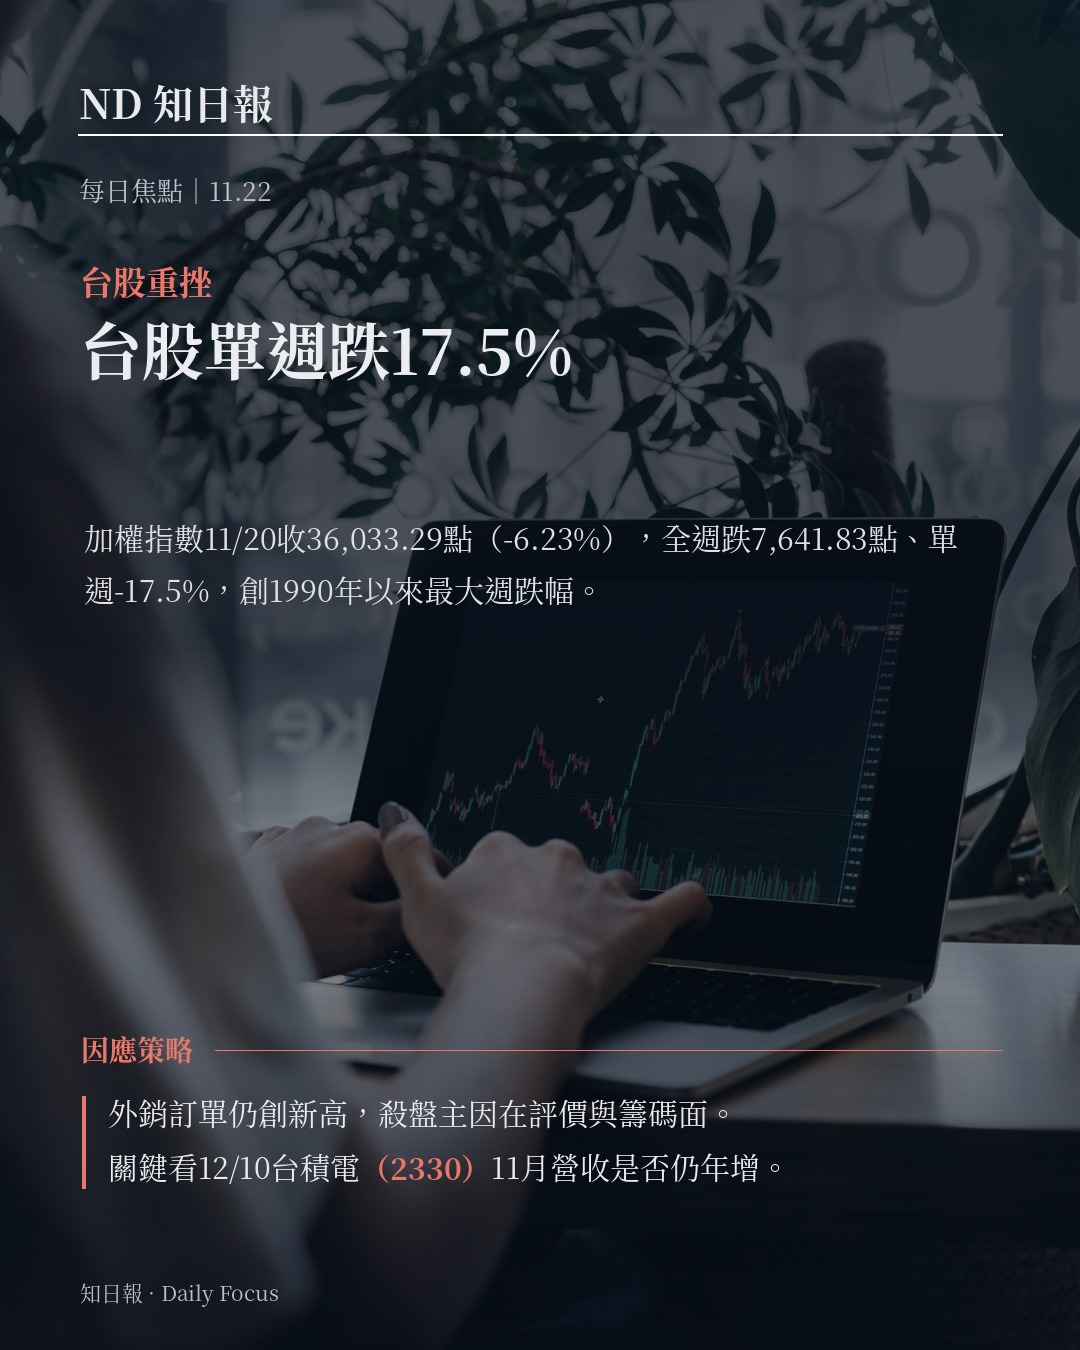 ND 知日報
每日焦點｜11.22
台股重挫
台股單週跌17.5%
加權指數11/20收36,033.29點（-6.23%），全週跌7,641.83點、單
週-17.5%，創1990年以來最大週跌幅。
因應策略
外銷訂單仍創新高，殺盤主因在評價與籌碼面。
關鍵看12/10台積電（2330）11月營收是否仍年增。
知日報 · Daily Focus